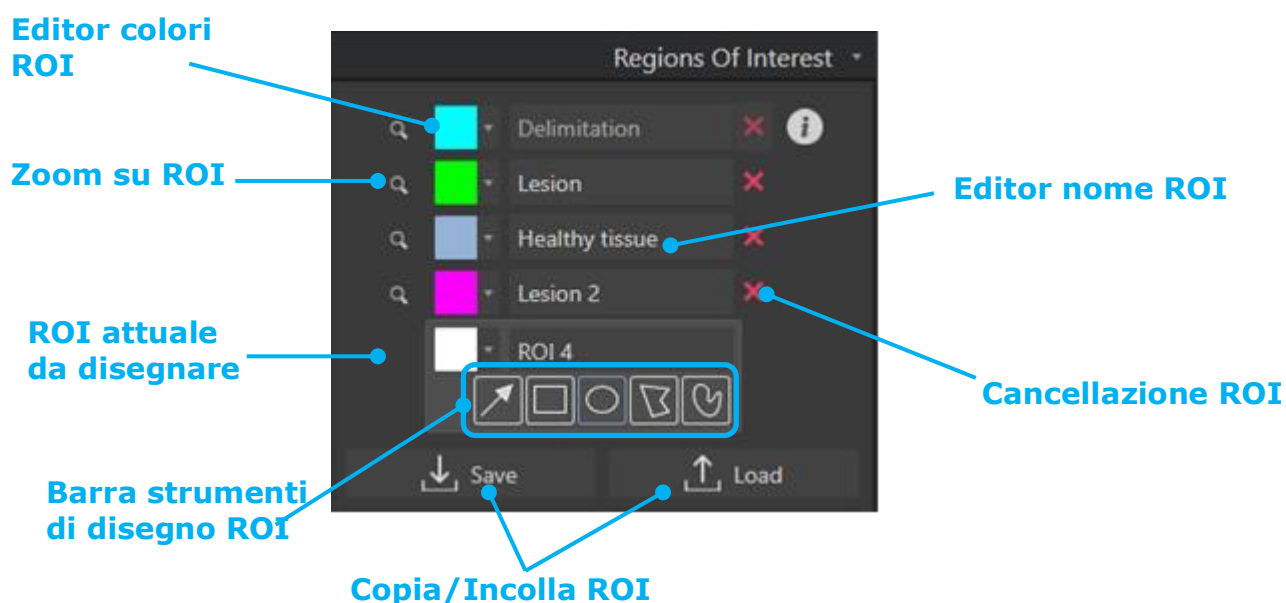 Editor colori
ROI
Regions Of Interest
Delimitation
Zoom su ROI
Lesion
Editor nome ROI
Healthy tissue
Lesion 2
ROI attuale
da disegnare
ROI 4
Cancellazione ROI
Save
Load
Barra strumenti
di disegno ROI
Copia/Incolla ROI